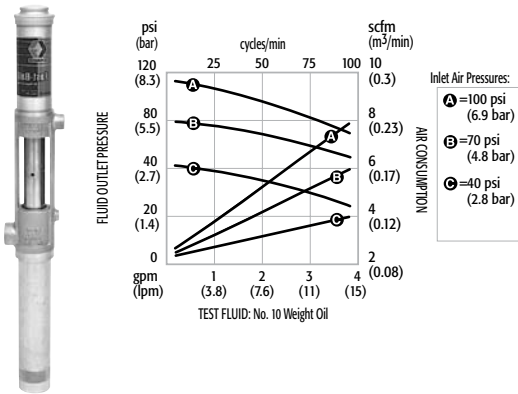 psi
(bar)
cycles/min
scfm
(m3/min)
25 50 75 100
120
(8.3)
80
(5.5)
40
(2.7)
20
(1.4)
0
FLUID OUTLET PRESSURE
A
B
C
A
B
C
10
(0.3)
8
(0.23)
6
(0.17)
4
(0.12)
2
(0.08)
AIR CONSUMPTION
gpm
(lpm)
1 2 3 4
(3.8) (7.6) (11) (15)
TEST FLUID: No. 10 Weight Oil
Inlet Air Pressures:
A =100 psi
(6.9 bar)
B =70 psi
(4.8 bar)
C =40 psi
(2.8 bar)